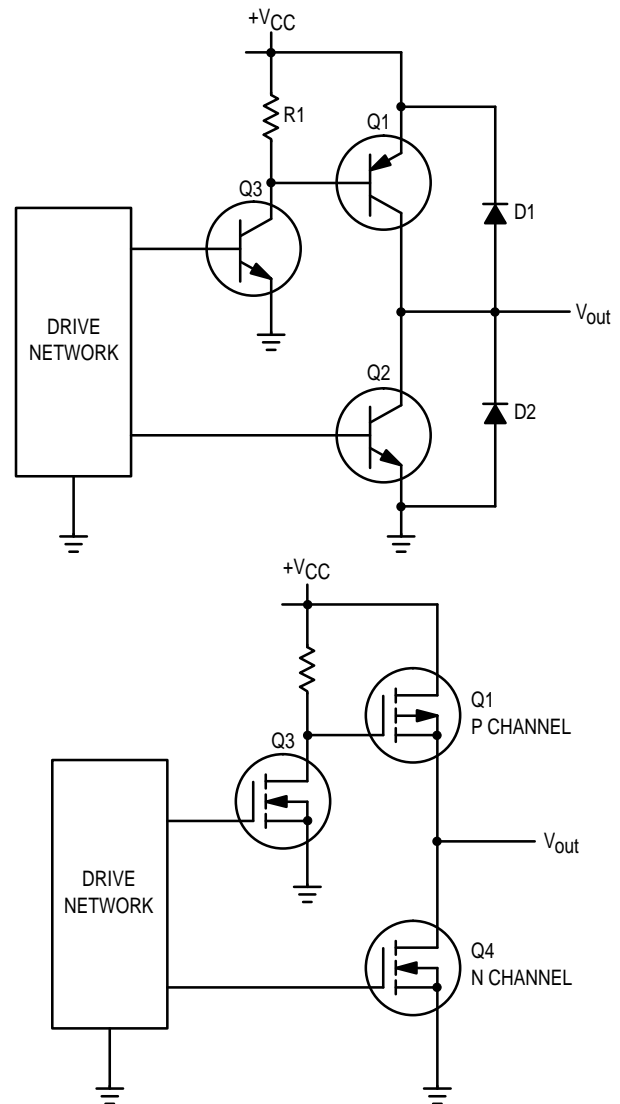 +VCC
R1
Q1
Q3
D1
DRIVE
NETWORK
Vout
Q2
D2
+VCC
Q1
P CHANNEL
Q3
Vout
DRIVE
NETWORK
Q4
N CHANNEL